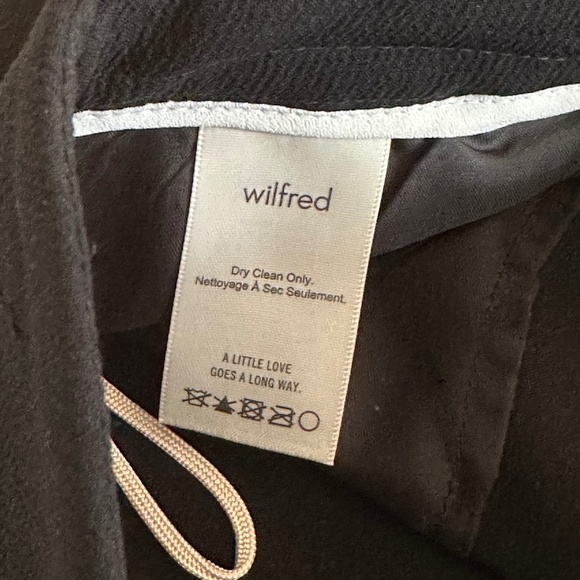 wilfred
Dry Clean Only.
Nettoyage À Sec Seulement.
A LITTLE LOVE
GOES A LONG WAY.